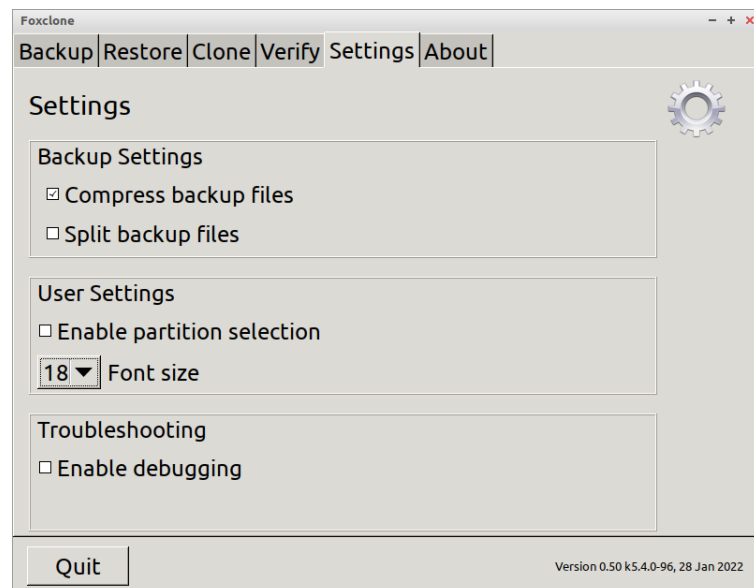 Foxclone
Backup Restore Clone Verify Settings About
Settings
Backup Settings
Compress backup files
Split backup files
User Settings
Enable partition selection
18 Font size
Troubleshooting
Enable debugging
Quit
Version 0.50 k5.4.0-96, 28 Jan 2022